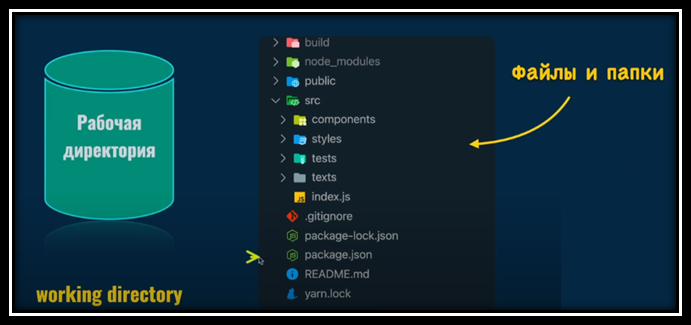 Рабочая
директория
working directory
build
node_modules
public
src
components
styles
tests
texts
index.js
.gitignore
package-lock.json
package.json
README.md
yarn.lock
Файлы и папки